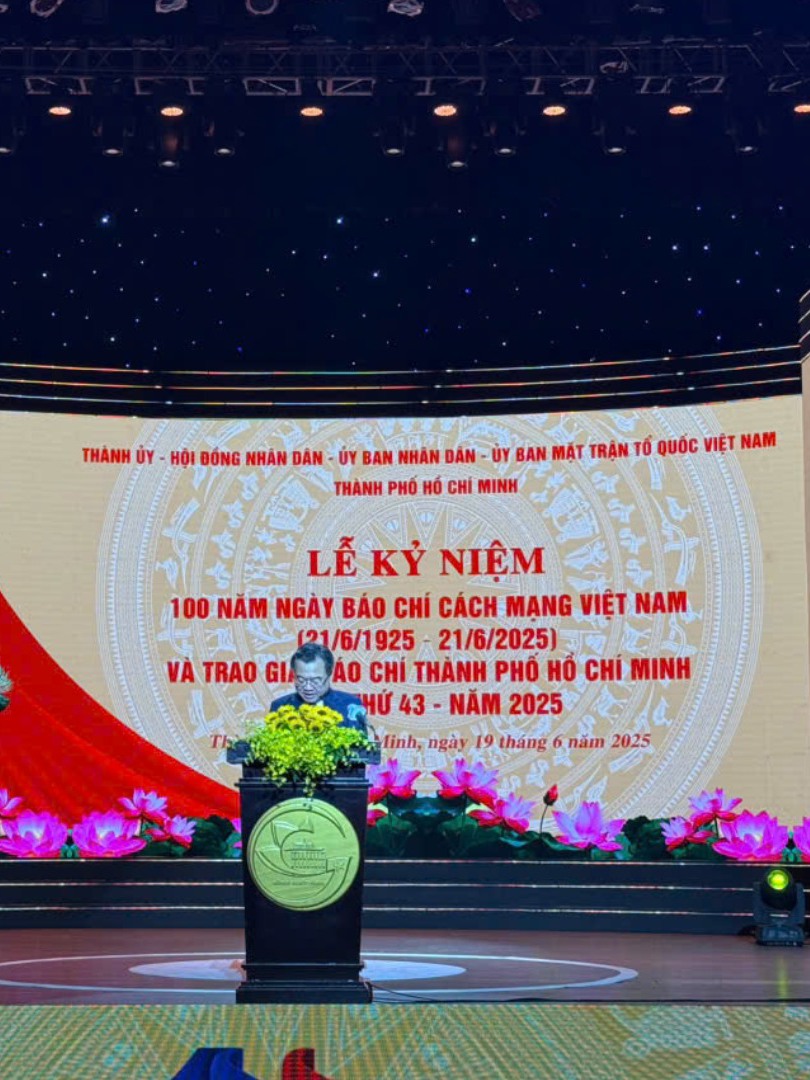 THÀNH ỦY - HỘI ĐỒNG NHÂN DÂN - ỦY BAN NHÂN DÂN - ỦY BAN MẶT TRẬN TỔ QUỐC VIỆT NAM
THÀNH PHỐ HỒ CHÍ MINH
LỄ KỶ NIỆM
100 NĂM NGÀY BÁO CHÍ CÁCH MẠNG VIỆT NAM
(21/6/1925 - 21/6/2025)
VÀ TRAO BÁO CHÍ THÀNH PHỐ HỒ CHÍ MINH
THỨ 43 - NĂM 2025
Minh, ngày 19 tháng 6 năm 2025